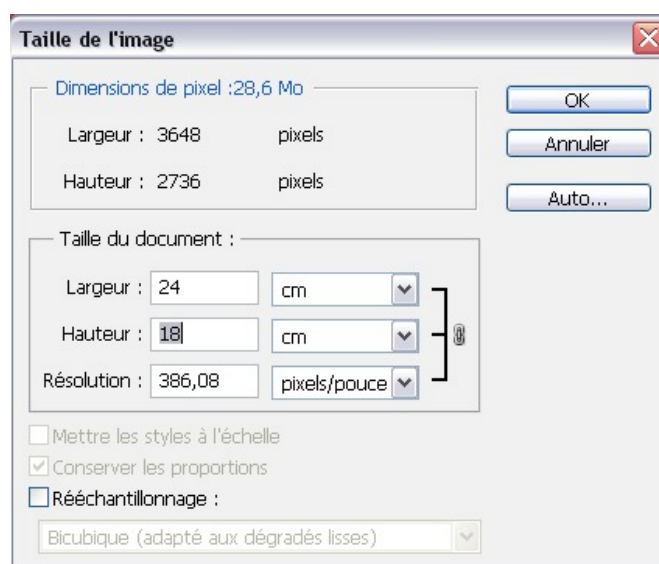 Taille de l'image
Dimensions de pixel :28,6 Mo
OK
Largeur : 3648 pixels
Annuler
Hauteur : 2736 pixels
Auto...
Taille du document :
Largeur : 24 cm
Hauteur : 18 cm
Résolution : 386,08 pixels/pouce
Mettre les styles à l'échelle
Conserver les proportions
Rééchantillonnage :
Bicubique (adapté aux dégradés lisses)